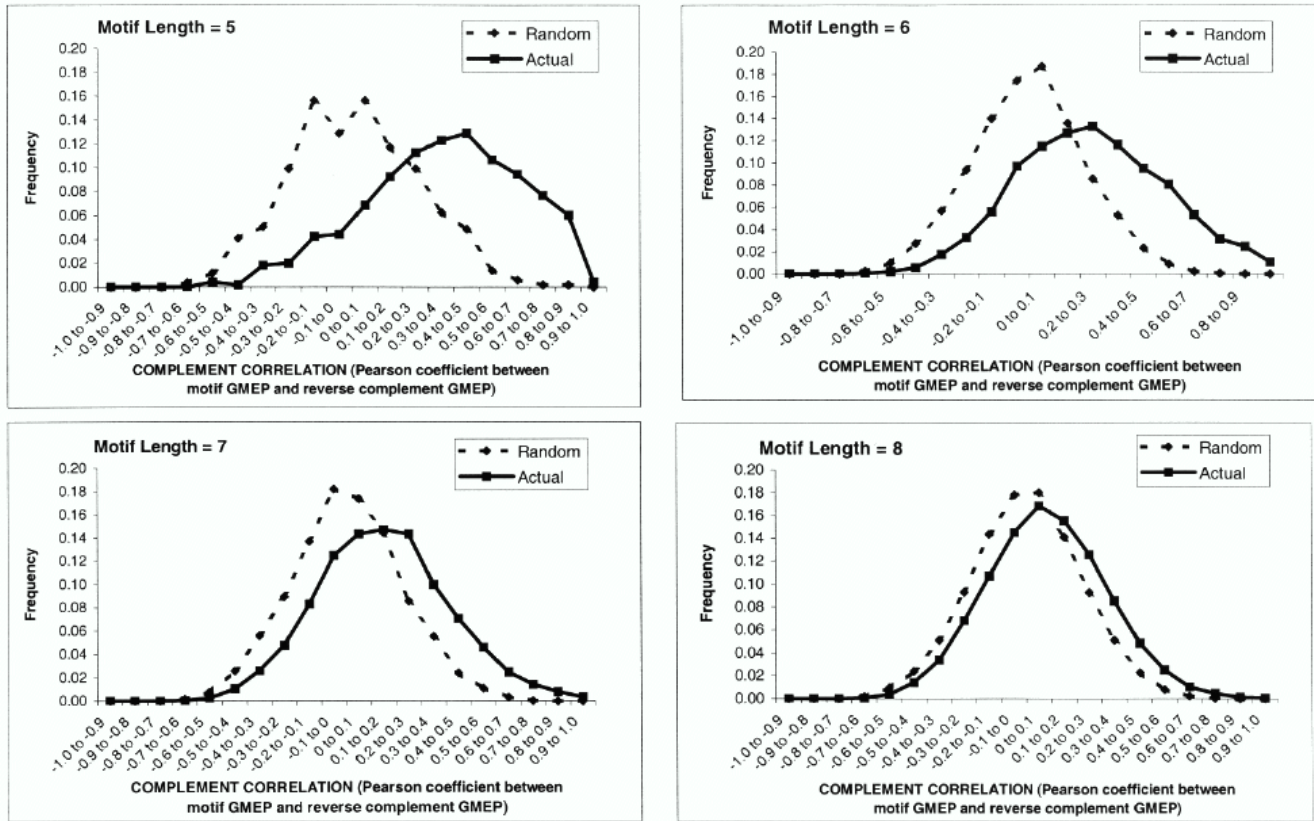 Motif Length = 5
Random
Actual
Frequency
0.20
0.18
0.16
0.14
0.12
0.10
0.08
0.06
0.04
0.02
0.00
-1.0 to -0.9
-0.9 to -0.8
-0.8 to -0.7
-0.7 to -0.6
-0.6 to -0.5
-0.5 to -0.4
-0.4 to -0.3
-0.3 to -0.2
-0.2 to -0.1
-0.1 to 0
0 to 0.1
0.1 to 0.2
0.2 to 0.3
0.3 to 0.4
0.4 to 0.5
0.5 to 0.6
0.6 to 0.7
0.7 to 0.8
0.8 to 0.9
0.9 to 1.0
COMPLEMENT CORRELATION (Pearson coefficient between
motif GMEP and reverse complement GMEP)
Motif Length = 6
Random
Actual
Frequency
0.20
0.18
0.16
0.14
0.12
0.10
0.08
0.06
0.04
0.02
0.00
-1.0 to -0.9
-0.8 to -0.7
-0.6 to -0.5
-0.4 to -0.3
-0.2 to -0.1
0 to 0.1
0.2 to 0.3
0.4 to 0.5
0.6 to 0.7
0.8 to 0.9
COMPLEMENT CORRELATION (Pearson coefficient between
motif GMEP and reverse complement GMEP)
Motif Length = 7
Random
Actual
Frequency
0.20
0.18
0.16
0.14
0.12
0.10
0.08
0.06
0.04
0.02
0.00
-1.0 to -0.9
-0.9 to -0.8
-0.8 to -0.7
-0.7 to -0.6
-0.6 to -0.5
-0.5 to -0.4
-0.4 to -0.3
-0.3 to -0.2
-0.2 to -0.1
-0.1 to 0
0 to 0.1
0.1 to 0.2
0.2 to 0.3
0.3 to 0.4
0.4 to 0.5
0.5 to 0.6
0.6 to 0.7
0.7 to 0.8
0.8 to 0.9
0.9 to 1.0
COMPLEMENT CORRELATION (Pearson coefficient between
motif GMEP and reverse complement GMEP)
Motif Length = 8
Random
Actual
Frequency
0.20
0.18
0.16
0.14
0.12
0.10
0.08
0.06
0.04
0.02
0.00
-1.0 to -0.9
-0.9 to -0.8
-0.8 to -0.7
-0.7 to -0.6
-0.6 to -0.5
-0.5 to -0.4
-0.4 to -0.3
-0.3 to -0.2
-0.2 to -0.1
-0.1 to 0
0 to 0.1
0.1 to 0.2
0.2 to 0.3
0.3 to 0.4
0.4 to 0.5
0.5 to 0.6
0.6 to 0.7
0.7 to 0.8
0.8 to 0.9
0.9 to 1.0
COMPLEMENT CORRELATION (Pearson coefficient between
motif GMEP and reverse complement GMEP)